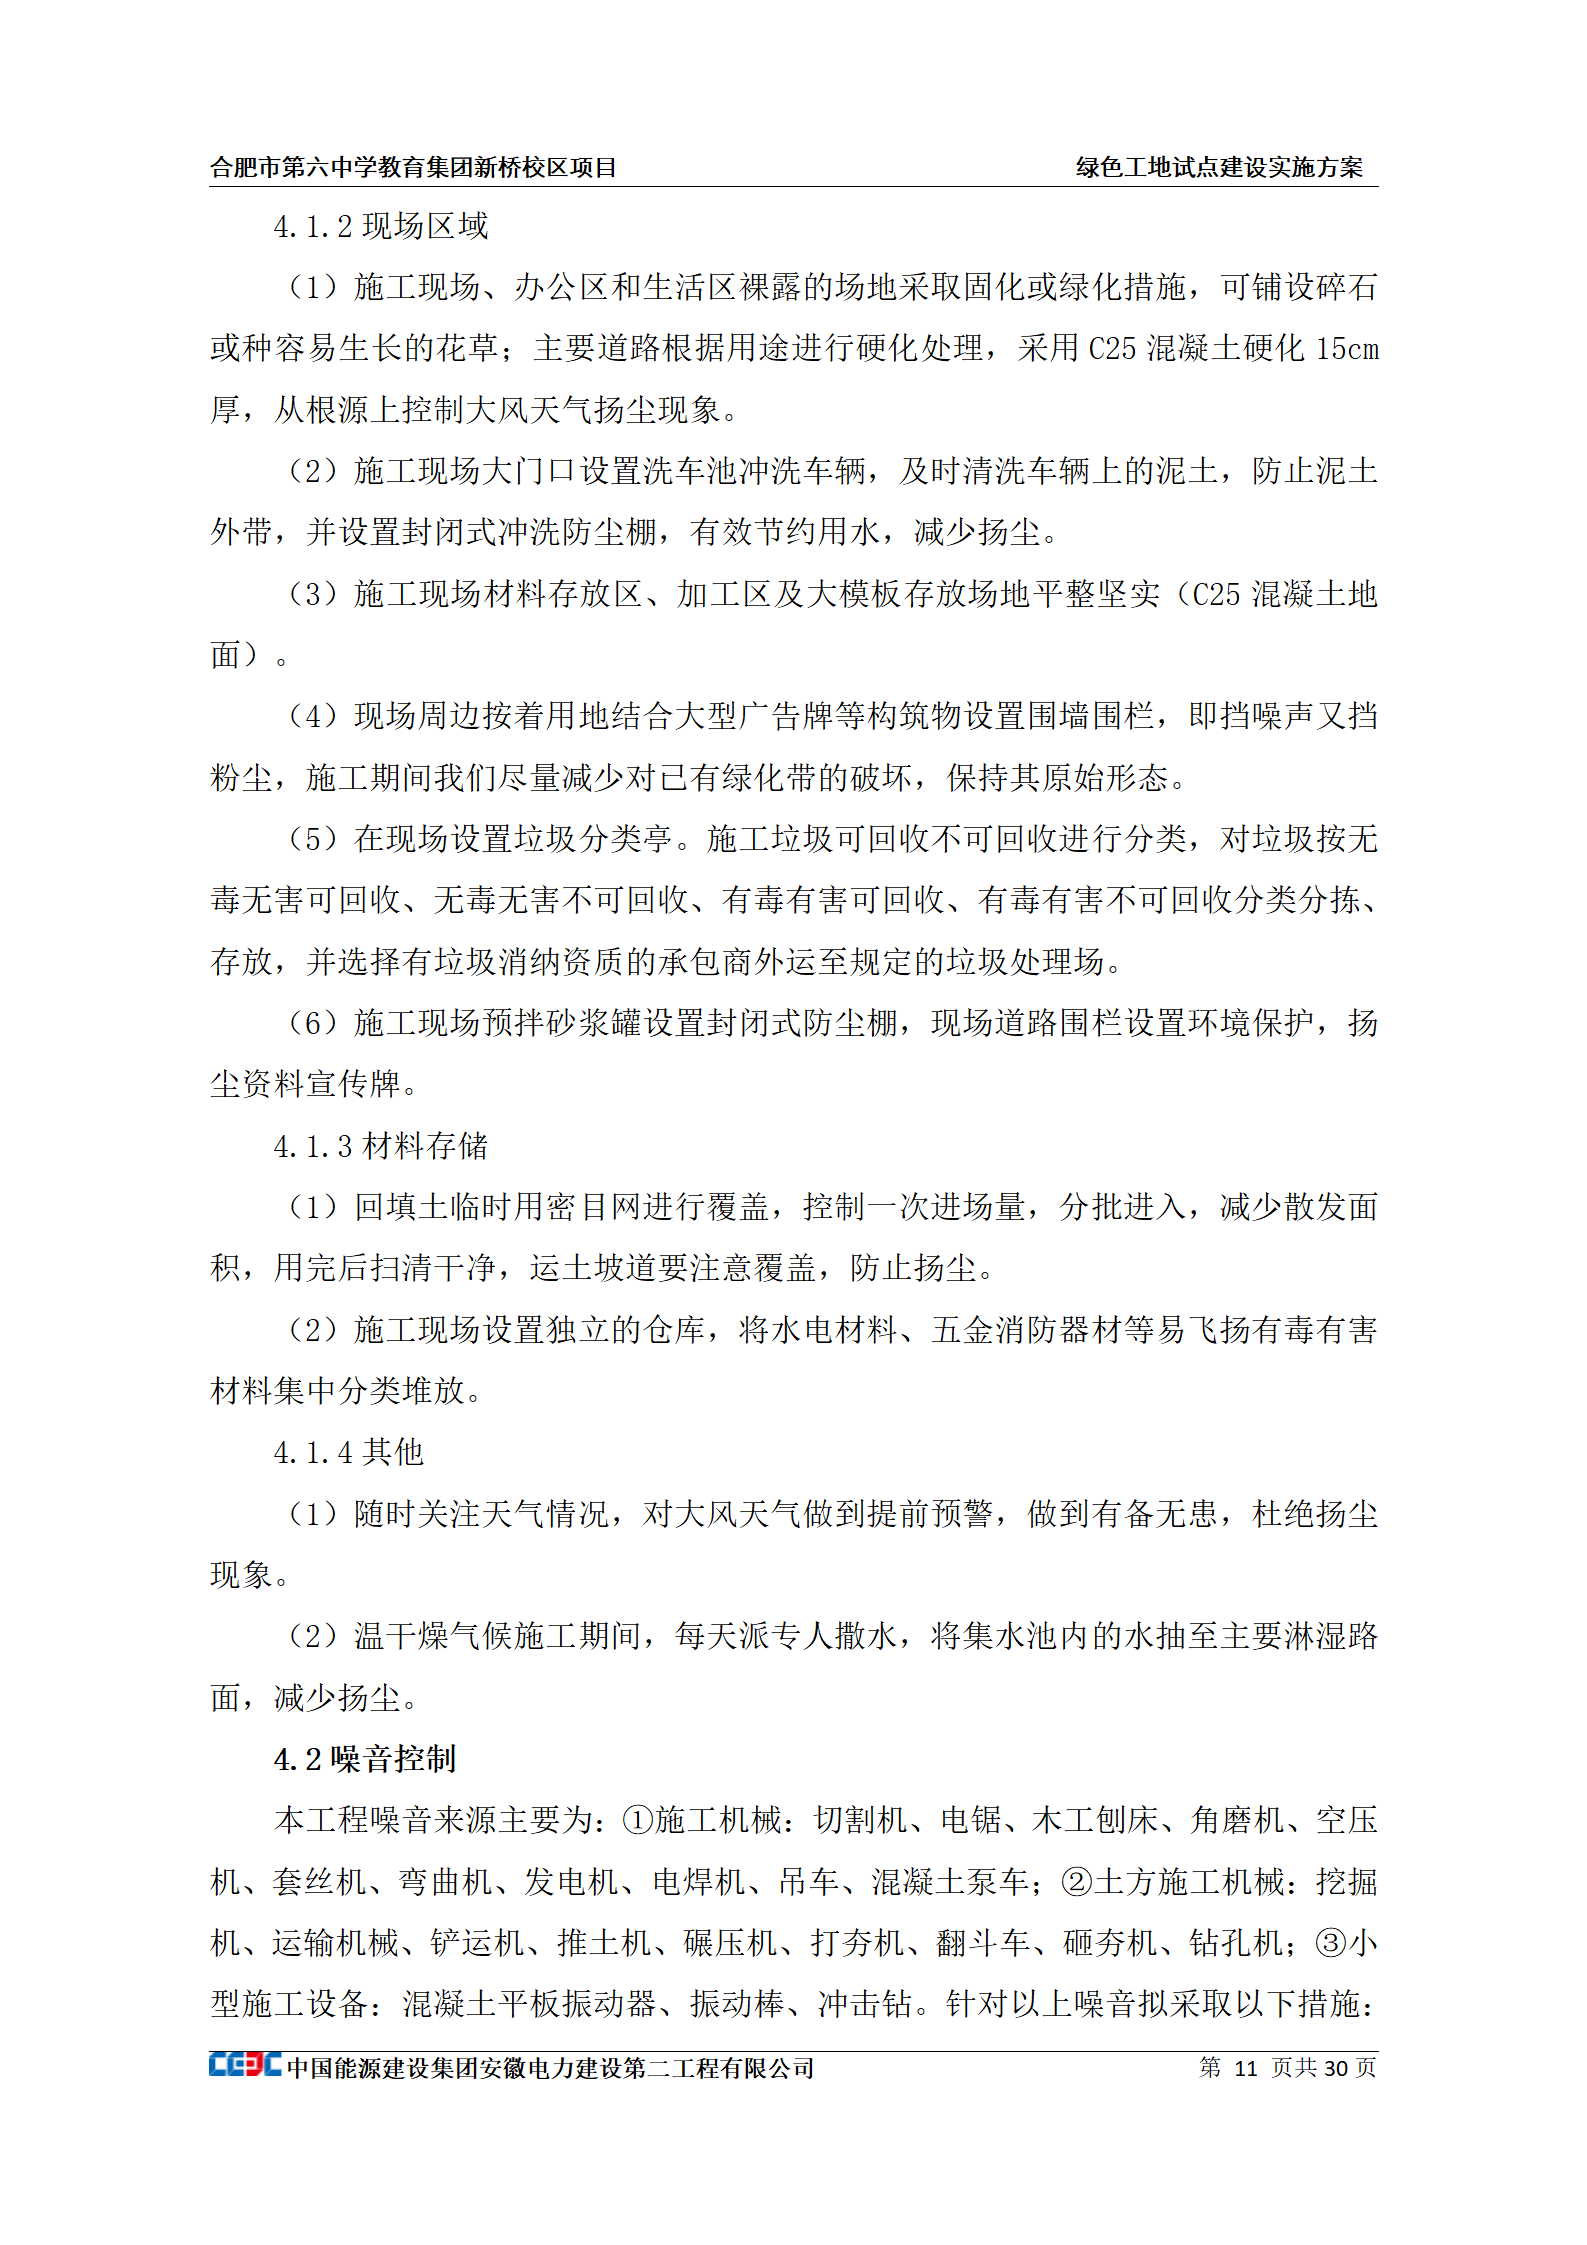 合肥市第六中学教育集团新桥校区项目 绿色工地试点建设实施方案
4.1.2 现场区域
（1）施工现场、办公区和生活区裸露的场地采取固化或绿化措施，可铺设碎石
或种容易生长的花草；主要道路根据用途进行硬化处理，采用 C25 混凝土硬化 15cm
厚，从根源上控制大风天气扬尘现象。
（2）施工现场大门口设置洗车池冲洗车辆，及时清洗车辆上的泥土，防止泥土
外带，并设置封闭式冲洗防尘棚，有效节约用水，减少扬尘。
（3）施工现场材料存放区、加工区及大模板存放场地平整坚实（C25 混凝土地
面）。
（4）现场周边按着用地结合大型广告牌等构筑物设置围墙围栏，即挡噪声又挡
粉尘，施工期间我们尽量减少对已有绿化带的破坏，保持其原始形态。
（5）在现场设置垃圾分类亭。施工垃圾可回收不可回收进行分类，对垃圾按无
毒无害可回收、无毒无害不可回收、有毒有害可回收、有毒有害不可回收分类分拣、
存放，并选择有垃圾消纳资质的承包商外运至规定的垃圾处理场。
（6）施工现场预拌砂浆罐设置封闭式防尘棚，现场道路围栏设置环境保护，扬
尘资料宣传牌。
4.1.3 材料存储
（1）回填土临时用密目网进行覆盖，控制一次进场量，分批进入，减少散发面
积，用完后扫清干净，运土坡道要注意覆盖，防止扬尘。
（2）施工现场设置独立的仓库，将水电材料、五金消防器材等易飞扬有毒有害
材料集中分类堆放。
4.1.4 其他
（1）随时关注天气情况，对大风天气做到提前预警，做到有备无患，杜绝扬尘
现象。
（2）温干燥气候施工期间，每天派专人撒水，将集水池内的水抽至主要淋湿路
面，减少扬尘。
4.2 噪音控制
本工程噪音来源主要为：①施工机械：切割机、电锯、木工刨床、角磨机、空压
机、套丝机、弯曲机、发电机、电焊机、吊车、混凝土泵车；②土方施工机械：挖掘
机、运输机械、铲运机、推土机、碾压机、打夯机、翻斗车、砸夯机、钻孔机；③小
型施工设备：混凝土平板振动器、振动棒、冲击钻。针对以上噪音拟采取以下措施：
CEEC 中国能源建设集团安徽电力建设第二工程有限公司 第 11 页共 30 页